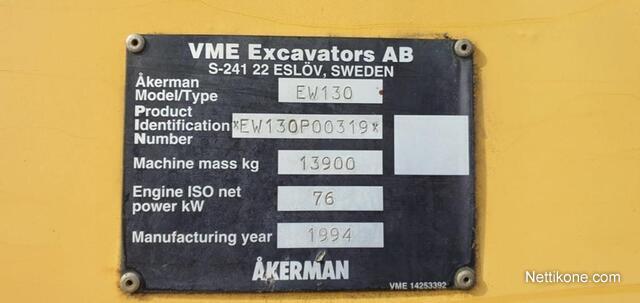 VME Excavators AB
S-241 22 ESLÖV, SWEDEN
Åkerman
Model/Type EW130
Product
Identification *EW130P00319*
Number
Machine mass kg 13900
Engine ISO net
power kW 76
Manufacturing year 1994
ÅKERMAN
VME 14253392
Nettikone.com